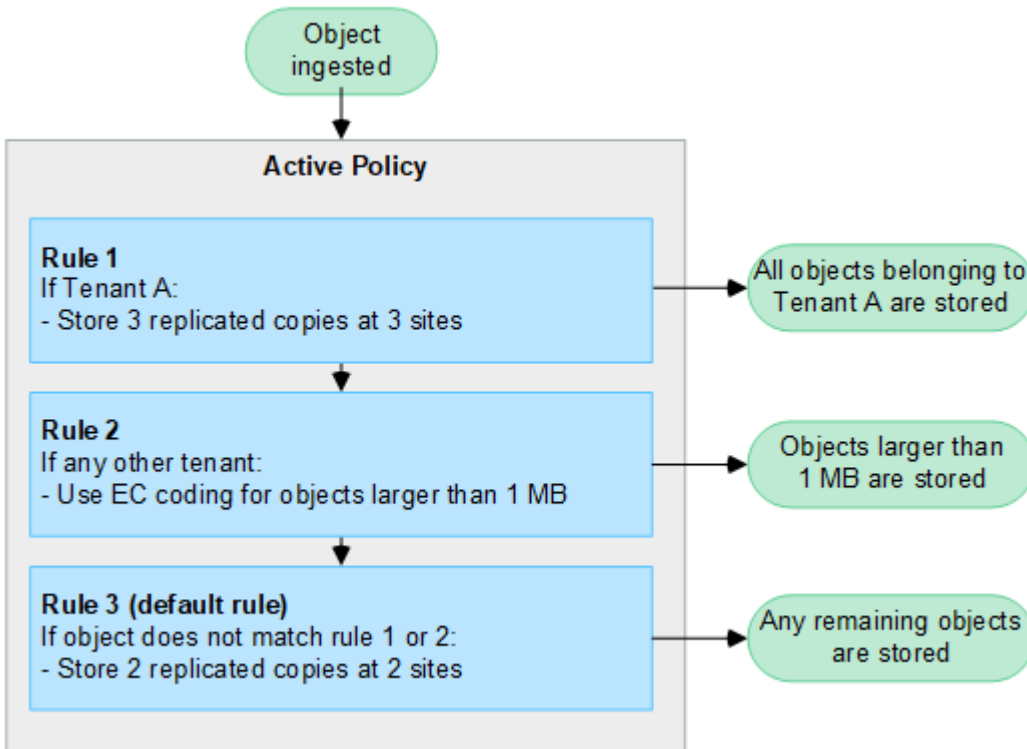 Object
ingested
Active Policy
Rule 1
If Tenant A:
- Store 3 replicated copies at 3 sites
All objects belonging to
Tenant A are stored
Rule 2
If any other tenant:
- Use EC coding for objects larger than 1 MB
Objects larger than
1 MB are stored
Rule 3 (default rule)
If object does not match rule 1 or 2:
- Store 2 replicated copies at 2 sites
Any remaining objects
are stored